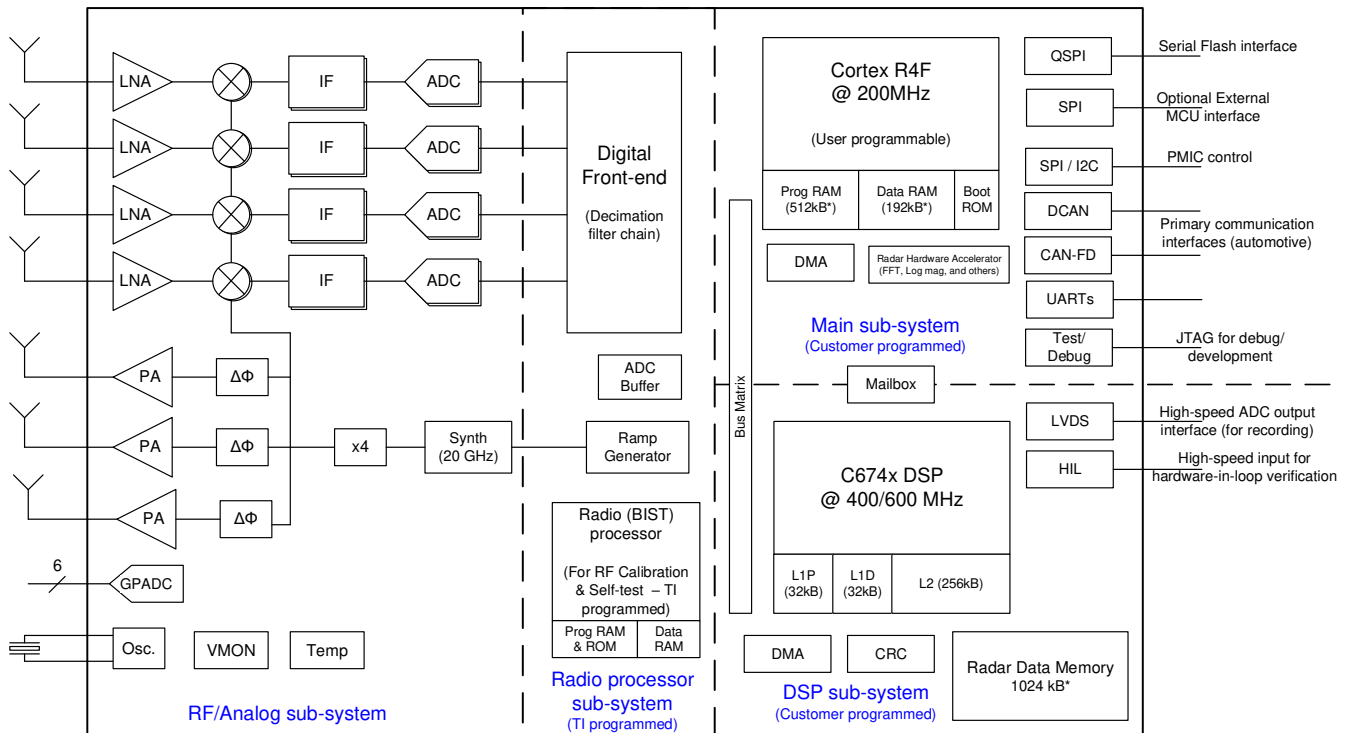 LNA
IF
ADC
LNA
IF
ADC
LNA
IF
ADC
LNA
IF
ADC
PA
ΔΦ
PA
ΔΦ
x4
Synth
(20 GHz)
PA
ΔΦ
6
GPADC
Osc.
VMON
Temp
RF/Analog sub-system
Digital
Front-end
(Decimation
filter chain)
ADC
Buffer
Ramp
Generator
Radio (BIST)
processor
(For RF Calibration
& Self-test – TI
programmed)
Prog RAM
& ROM
Data
RAM
Radio processor
sub-system
(TI programmed)
Bus Matrix
Cortex R4F
@ 200MHz
(User programmable)
Prog RAM
(512kB*)
Data RAM
(192kB*)
Boot
ROM
DMA
Radar Hardware Accelerator
(FFT, Log mag, and others)
Main sub-system
(Customer programmed)
Mailbox
C674x DSP
@ 400/600 MHz
L1P
(32kB)
L1D
(32kB)
L2 (256kB)
DMA
CRC
Radar Data Memory
1024 kB*
DSP sub-system
(Customer programmed)
QSPI
Serial Flash interface
SPI
Optional External
MCU interface
SPI / I2C
PMIC control
DCAN
Primary communication
interfaces (automotive)
CAN-FD
UARTs
Test/
Debug
JTAG for debug/
development
LVDS
High-speed ADC output
interface (for recording)
HIL
High-speed input for
hardware-in-loop verification